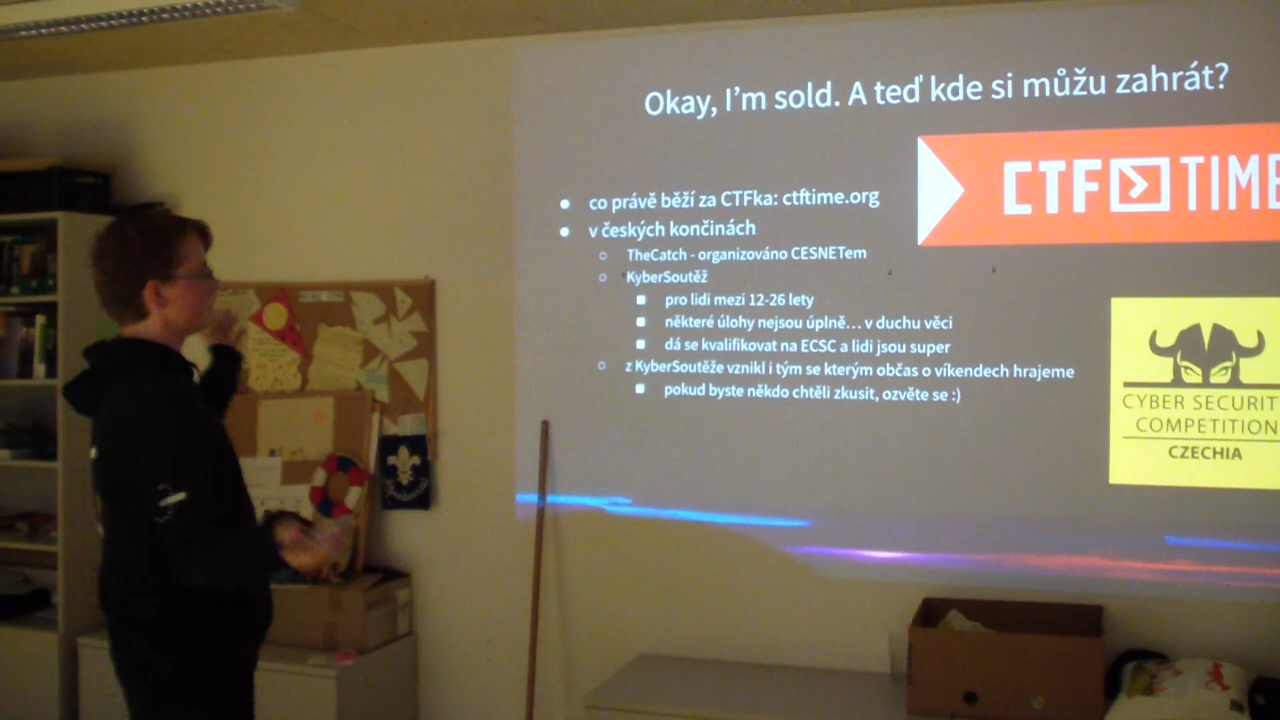 Okay, I'm sold. A teď kde si můžu zahrát?
CTF TIME
co právě běží za CTFka: ctftime.org
v českých končinách
TheCatch - organizováno CESNETem
KyberSoutěž
pro lidi mezi 12-26 lety
některé úlohy nejsou úplně… v duchu věci
dá se kvalifikovat na ECSC a lidi jsou super
z KyberSoutěže vznikl i tým se kterým občas o víkendech hrajeme
pokud byste někdo chtěli zkusit, ozvěte se :)
CYBER SECURIT
COMPETITION
CZECHIA